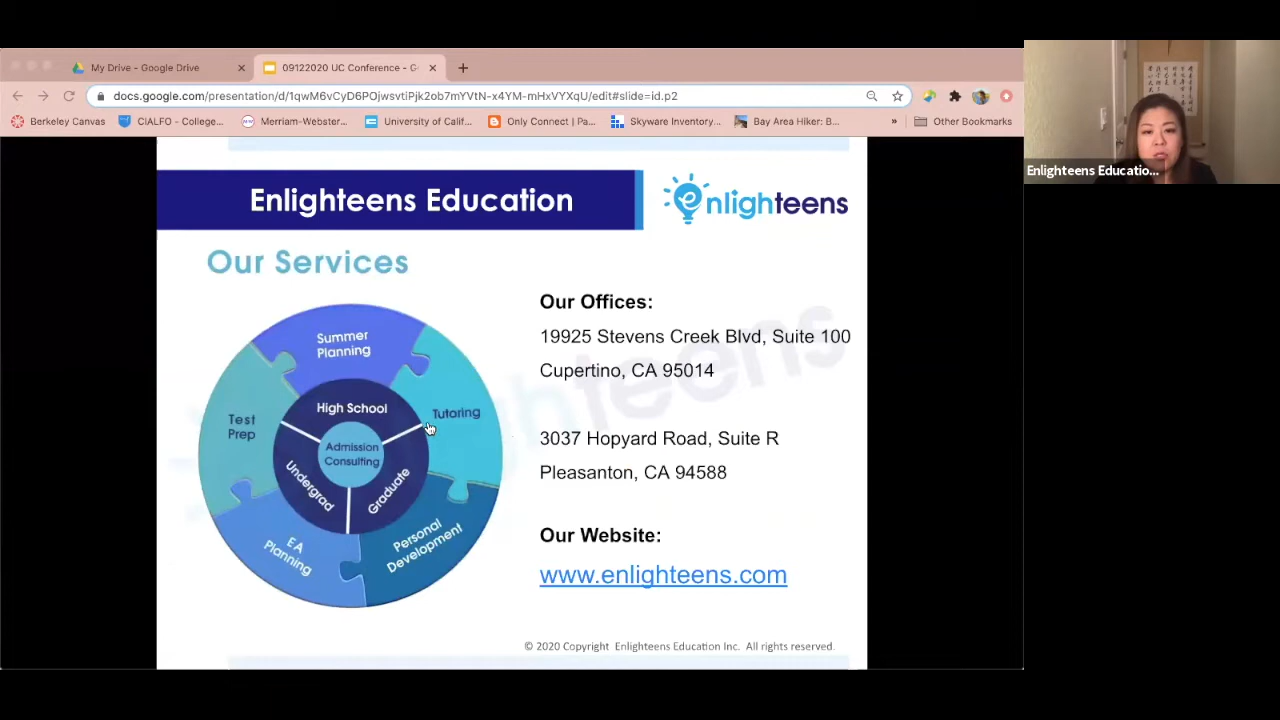 My Drive - Google Drive
09122020 UC Conference - G
docs.google.com/presentation/d/1qwM6vCyD6POjwsvtiPjk2ob7mYVtN-x4YM-mHxVYXqU/edit#slide=id.p2
Berkeley Canvas
CIALFO - College...
Merriam-Webster...
University of Calif...
Only Connect | Pa...
Skyware Inventory...
Bay Area Hiker: B...
»
Other Bookmarks
Enlighteens Educatio...
Enlighteens Education
enlighteens
Our Services
Summer
Planning
Tutoring
Test
Prep
High School
Admission
Consulting
Undergrad
Graduate
EA
Planning
Personal
Development
Our Offices:
19925 Stevens Creek Blvd, Suite 100
Cupertino, CA 95014
3037 Hopyard Road, Suite R
Pleasanton, CA 94588
Our Website:
www.enlighteens.com
© 2020 Copyright Enlighteens Education Inc. All rights reserved.